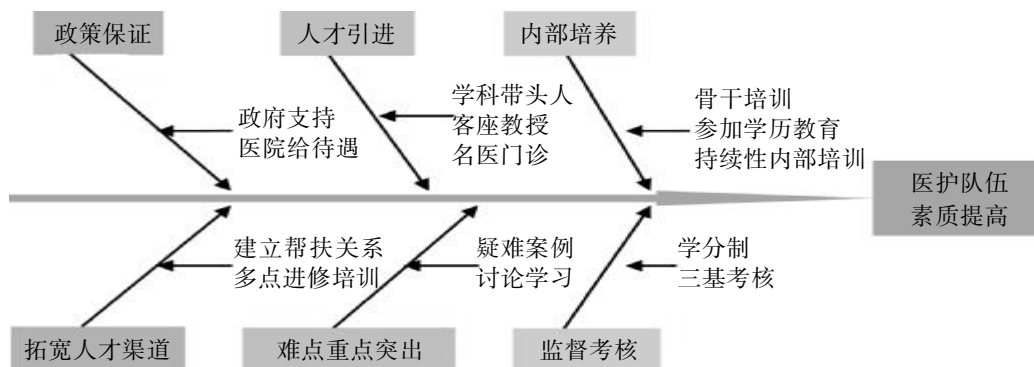 政策保证
人才引进
内部培养
政府支持
医院给待遇
学科带头人
客座教授
名医门诊
骨干培训
参加学历教育
持续性内部培训
医护队伍
素质提高
建立帮扶关系
多点进修培训
疑难案例
讨论学习
学分制
三基考核
拓宽人才渠道
难点重点突出
监督考核